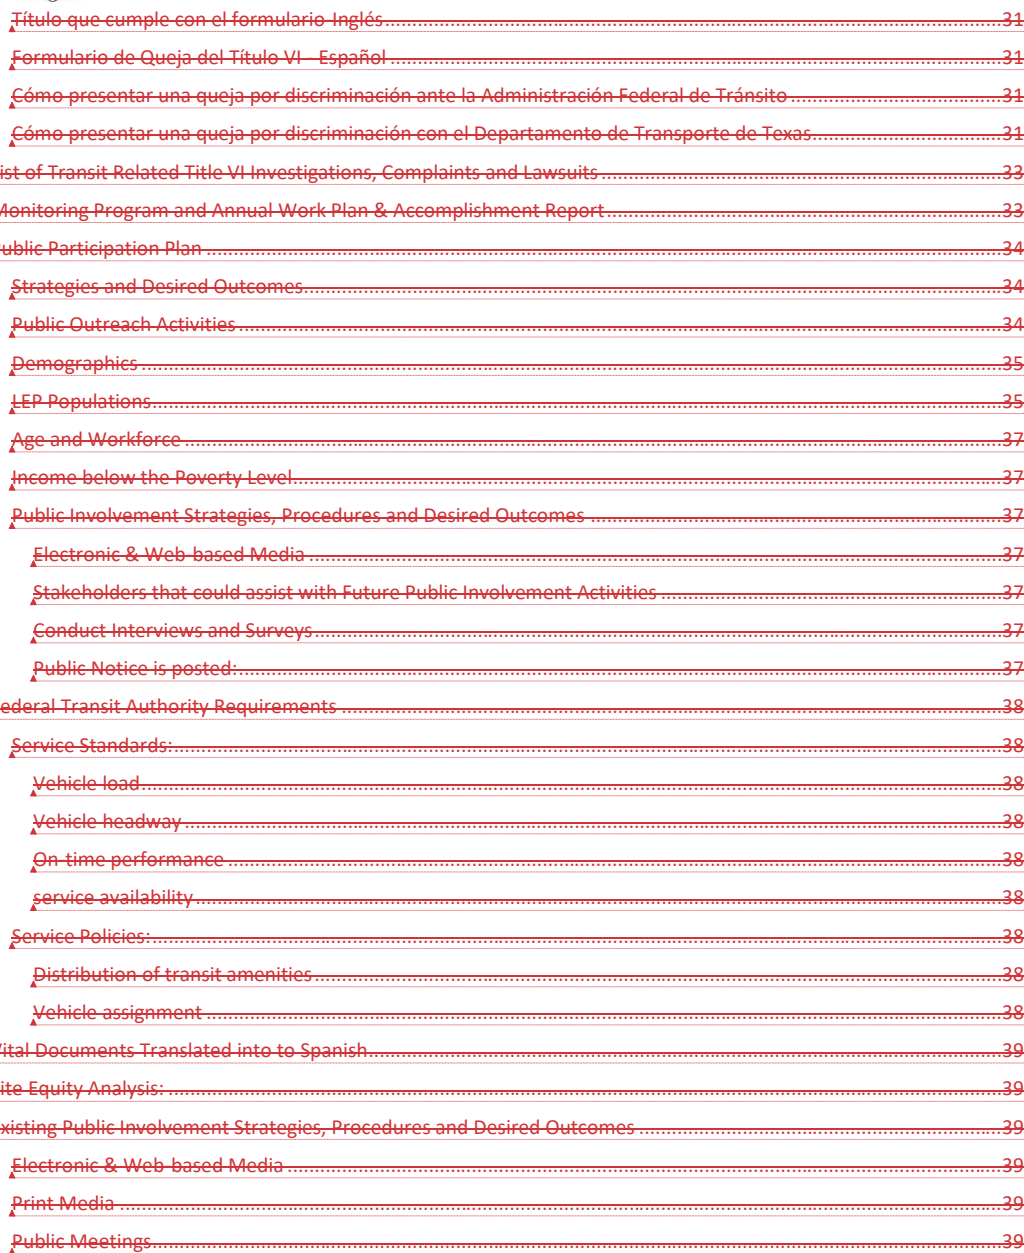 Título que cumple con el formulario-Inglés 31
Formulario de Queja del Título VI - Español 31
Cómo presentar una queja por discriminación ante la Administración Federal de Tránsito 31
Cómo presentar una queja por discriminación con el Departamento de Transporte de Texas 31
ist of Transit Related Title VI Investigations, Complaints and Lawsuits 33
Monitoring Program and Annual Work Plan & Accomplishment Report 33
ublic Participation Plan 34
Strategies and Desired Outcomes 34
Public Outreach Activities 34
Demographics 35
LEP Populations 35
Age and Workforce 37
Income below the Poverty Level 37
Public Involvement Strategies, Procedures and Desired Outcomes 37
Electronic & Web-based Media 37
Stakeholders that could assist with Future Public Involvement Activities 37
Conduct Interviews and Surveys 37
Public Notice is posted: 37
ederal Transit Authority Requirements 38
Service Standards: 38
Vehicle load 38
Vehicle headway 38
On-time performance 38
service availability 38
Service Policies: 38
Distribution of transit amenities 38
Vehicle assignment 38
Vital Documents Translated into to Spanish 39
ite Equity Analysis: 39
xisting Public Involvement Strategies, Procedures and Desired Outcomes 39
Electronic & Web-based Media 39
Print Media 39
Public Meetings 39